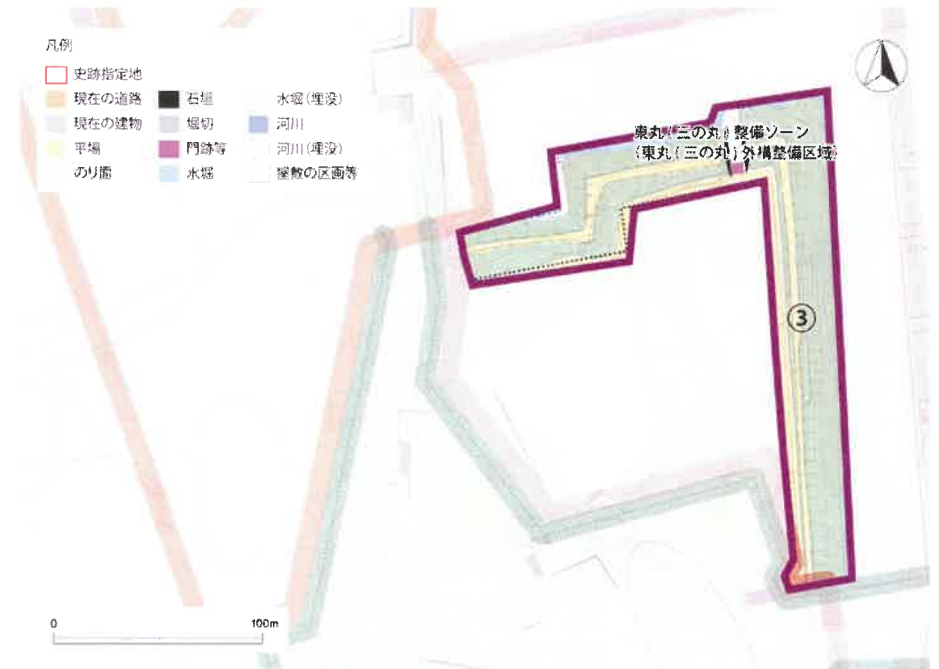 凡例
史跡指定地
現在の道路 石垣 水堀(埋没)
現在の建物 堀切 河川
平場 門跡等 河川(埋没)
のり面 水堀 屋敷の区画等
東丸(三の丸)整備ゾーン
(東丸(三の丸)外構整備区域)
③
0 100m